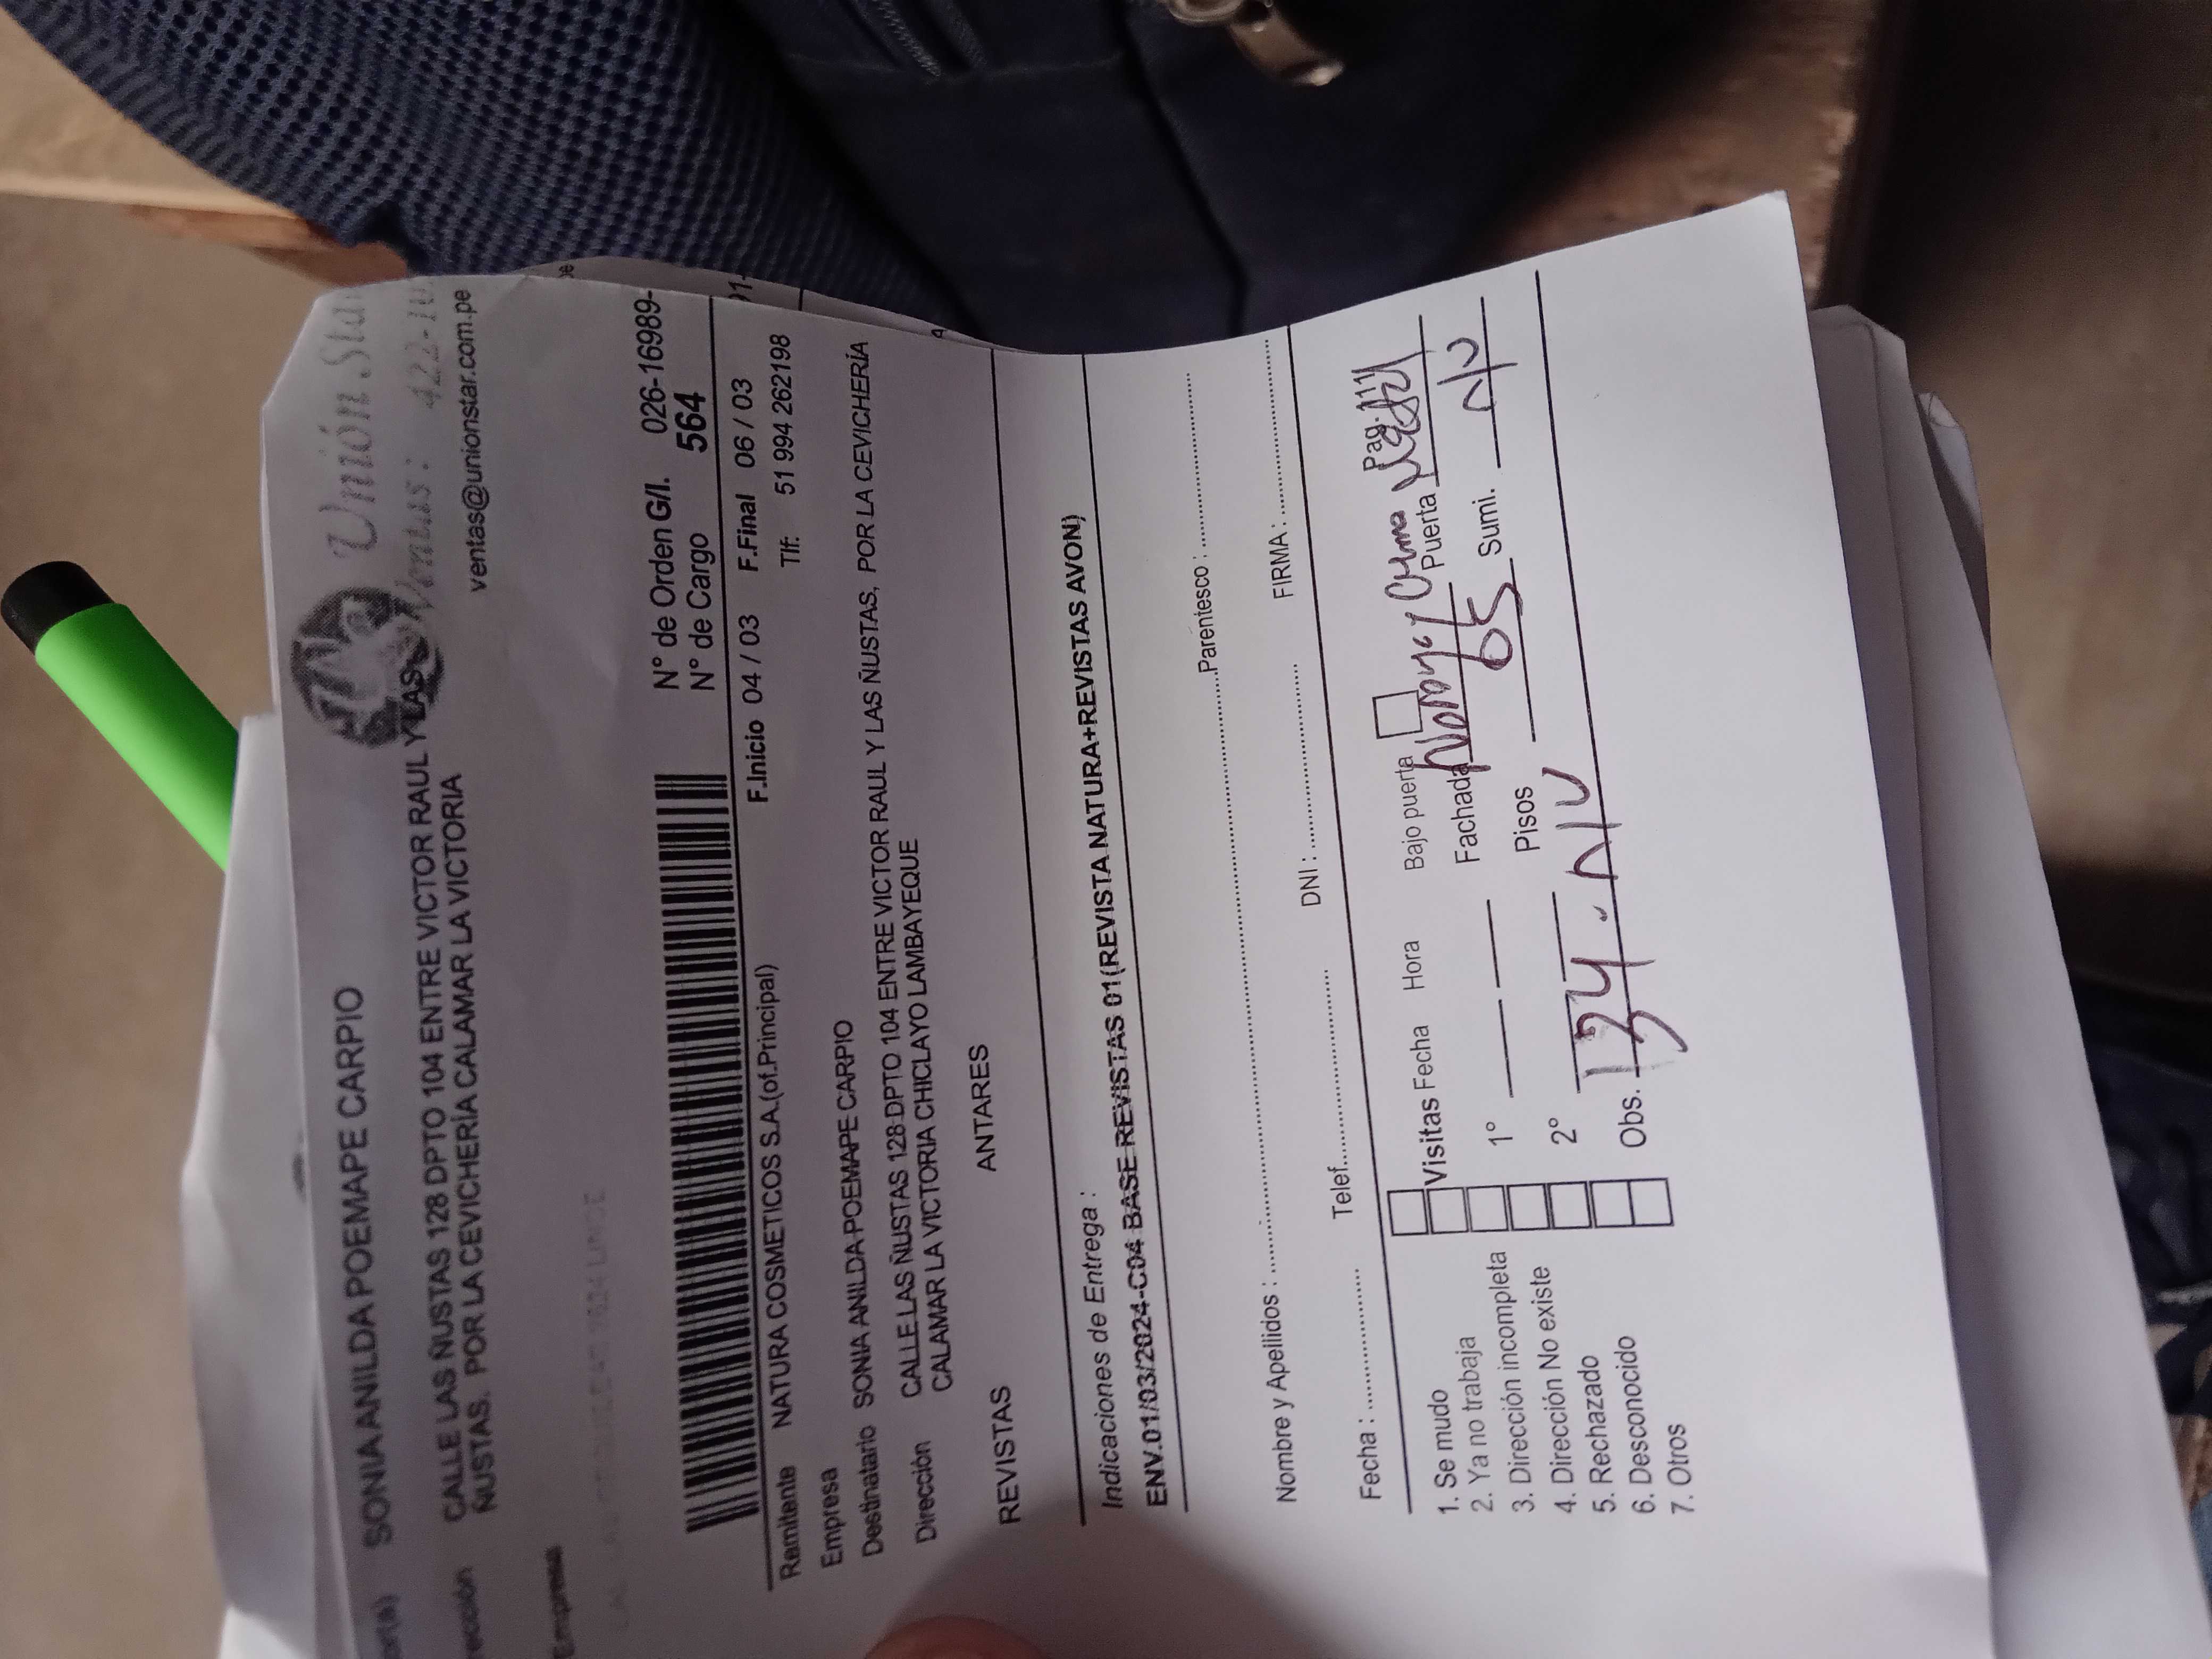 Unión Star
Ventas: 422-10
ventas@unionstar.com.pe
SONIA ANILDA POEMAPE CARPIO
CALLE LAS ÑUSTAS 128 DPTO 104 ENTRE VICTOR RAUL Y LAS
ÑUSTAS. POR LA CEVICHERÍA CALAMAR LA VICTORIA
Empresa
N° de Orden G/I. 026-16989-
N° de Cargo 564
F.Inicio 04 / 03 F.Final 06 / 03
Remitente NATURA COSMETICOS S.A.(of.Principal) Tlf: 51 994 262198
Empresa
Destinatario SONIA ANILDA POEMAPE CARPIO
Dirección CALLE LAS ÑUSTAS 128 DPTO 104 ENTRE VICTOR RAUL Y LAS ÑUSTAS, POR LA CEVICHERÍA
CALAMAR LA VICTORIA CHICLAYO LAMBAYEQUE
REVISTAS ANTARES
Indicaciones de Entrega :
ENV.01/03/2024-C04 BASE REVISTAS 01(REVISTA NATURA+REVISTAS AVON)
Nombre y Apellidos : Parentesco :
Fecha : Telef. DNI : FIRMA :
1. Se mudo
2. Ya no trabaja
3. Dirección incompleta
4. Dirección No existe
5. Rechazado
6. Desconocido
7. Otros
Visitas Fecha Hora Bajo puerta Pag.
1° Fachada Puerta
2° Pisos 05 Sumi. N/V
Obs. 134. N/V